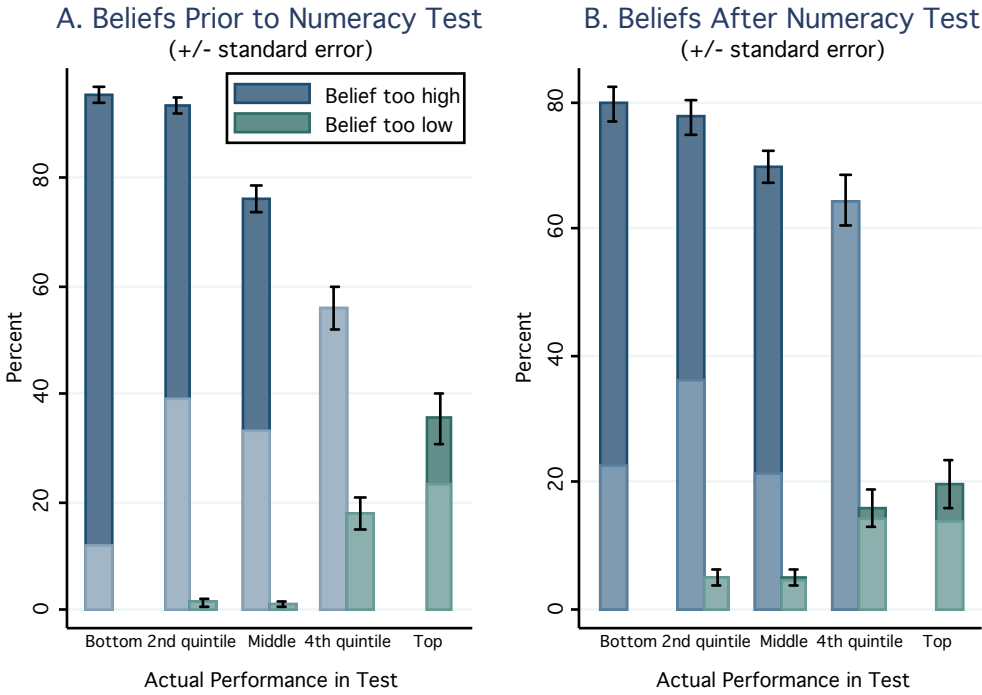 A. Beliefs Prior to Numeracy Test
(+/- standard error)
Belief too high
Belief too low
Percent
80
60
40
20
0
Bottom 2nd quintile Middle 4th quintile Top
Actual Performance in Test
B. Beliefs After Numeracy Test
(+/- standard error)
Percent
80
60
40
20
0
Bottom 2nd quintile Middle 4th quintile Top
Actual Performance in Test